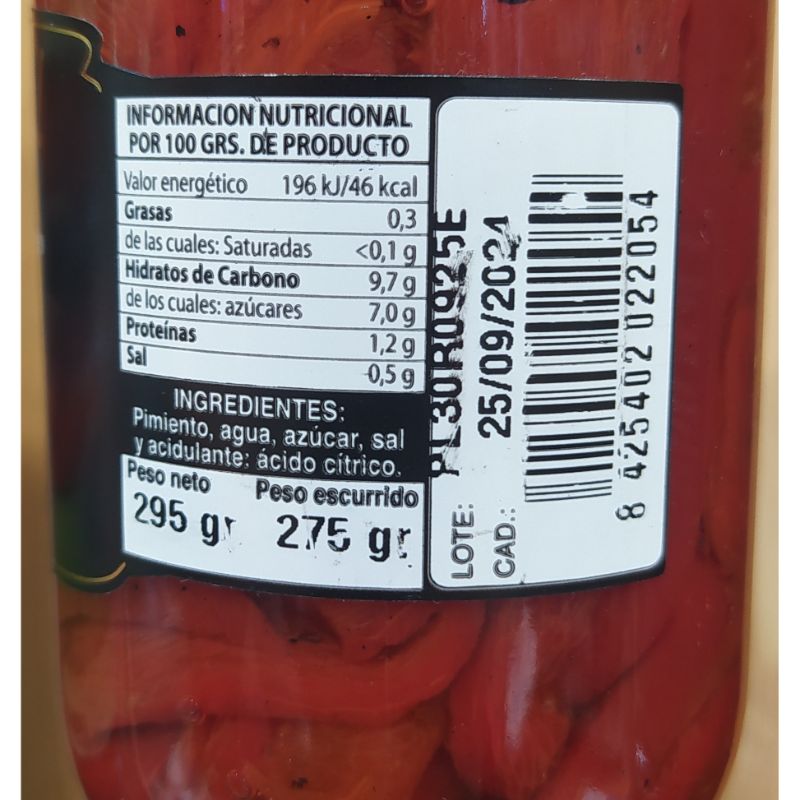 INFORMACION NUTRICIONAL
POR 100 GRS. DE PRODUCTO
Valor energético 196 kJ/46 kcal
Grasas 0,3
de las cuales: Saturadas <0,1 g
Hidratos de Carbono 9,7 g
de los cuales: azúcares 7,0 g
Proteínas 1,2 g
Sal 0,5 g
INGREDIENTES:
Pimiento, agua, azúcar, sal
y acidulante: ácido cítrico.
Peso neto Peso escurrido
295 gr 275 gr
LOTE:
CAD.: 25/09/2024
8 425402 022054